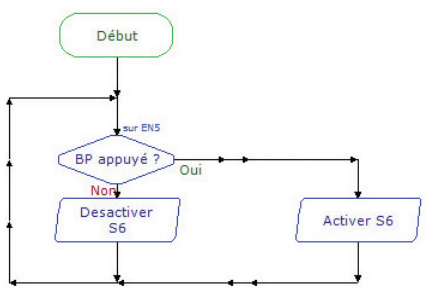 Début
sur EN5
BP appuyé ?
Oui
Non
Desactiver
S6
Activer S6